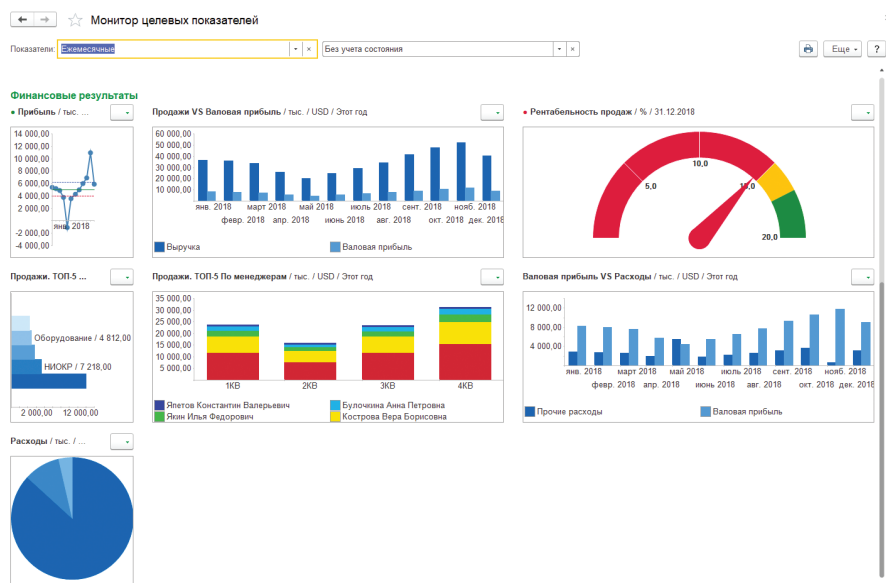 Монитор целевых показателей
Показатели: Ежемесячные
Без учета состояния
Еще
?
Финансовые результаты
Прибыль / тыс. ...
14 000,00
12 000,00
10 000,00
8 000,00
6 000,00
4 000,00
2 000,00
-2 000,00
-4 000,00
янв. 2018
Продажи VS Валовая прибыль / тыс. / USD / Этот год
60 000,00
50 000,00
40 000,00
30 000,00
20 000,00
10 000,00
янв. 2018 март 2018 май 2018 июль 2018 сент. 2018 нояб. 2018
февр. 2018 апр. 2018 июнь 2018 авг. 2018 окт. 2018 дек. 2018
Выручка Валовая прибыль
Рентабельность продаж / % / 31.12.2018
5,0
10,0
15,0
20,0
Продажи. ТОП-5 ...
Оборудование / 4 812,00
НИОКР / 7 218,00
2 000,00 12 000,00
Продажи. ТОП-5 По менеджерам / тыс. / USD / Этот год
35 000,00
30 000,00
25 000,00
20 000,00
15 000,00
10 000,00
5 000,00
1КВ 2КВ 3КВ 4КВ
Япетов Константин Валерьевич Булочкина Анна Петровна
Якин Илья Федорович Кострова Вера Борисовна
Валовая прибыль VS Расходы / тыс. / USD / Этот год
12 000,00
8 000,00
4 000,00
янв. 2018 март 2018 май 2018 июль 2018 сент. 2018 нояб. 2018
февр. 2018 апр. 2018 июнь 2018 авг. 2018 окт. 2018 дек. 2018
Прочие расходы Валовая прибыль
Расходы / тыс. / ...